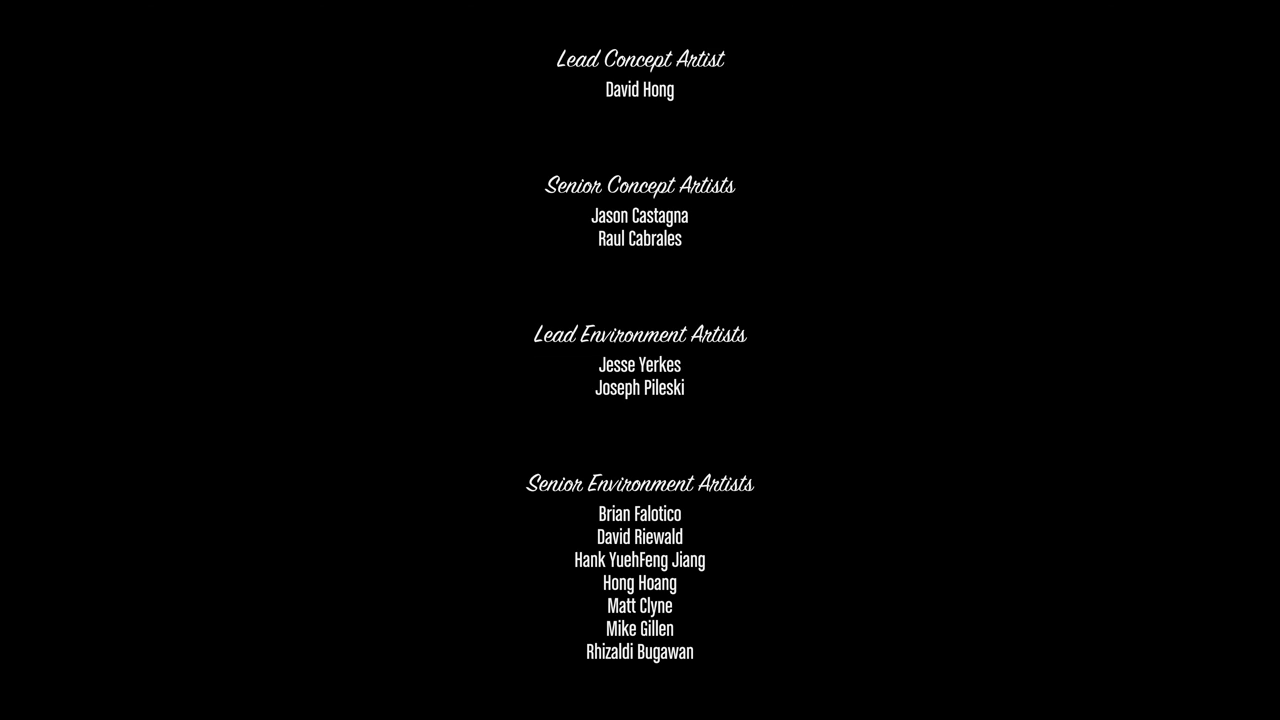 Lead Concept Artist
David Hong
Senior Concept Artists
Jason Castagna
Raul Cabrales
Lead Environment Artists
Jesse Yerkes
Joseph Pileski
Senior Environment Artists
Brian Falotico
David Riewald
Hank YuehFeng Jiang
Hong Hoang
Matt Clyne
Mike Gillen
Rhizaldi Bugawan